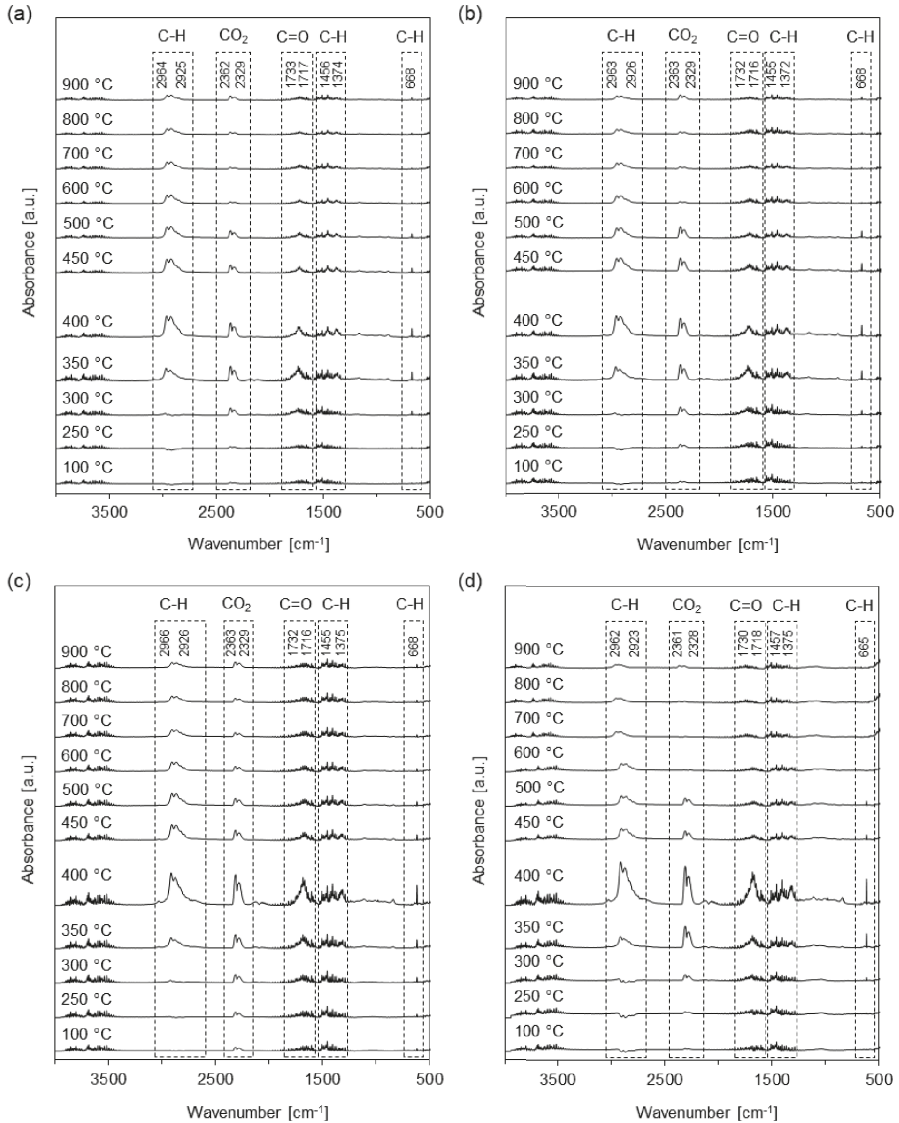 (a)
C-H CO2 C=O C-H C-H
2964 2925 2362 2329 1733 1717 1456 1374 668
900 °C
800 °C
700 °C
600 °C
500 °C
450 °C
400 °C
350 °C
300 °C
250 °C
100 °C
Absorbance [a.u.]
3500 2500 1500 500
Wavenumber [cm-1]
(b)
C-H CO2 C=O C-H C-H
2963 2926 2363 2329 1732 1716 1455 1372 668
900 °C
800 °C
700 °C
600 °C
500 °C
450 °C
400 °C
350 °C
300 °C
250 °C
100 °C
Absorbance [a.u.]
3500 2500 1500 500
Wavenumber [cm-1]
(c)
C-H CO2 C=O C-H C-H
2966 2926 2363 2329 1732 1716 1455 1375 668
900 °C
800 °C
700 °C
600 °C
500 °C
450 °C
400 °C
350 °C
300 °C
250 °C
100 °C
Absorbance [a.u.]
3500 2500 1500 500
Wavenumber [cm-1]
(d)
C-H CO2 C=O C-H C-H
2962 2923 2361 2328 1730 1718 1457 1375 665
900 °C
800 °C
700 °C
600 °C
500 °C
450 °C
400 °C
350 °C
300 °C
250 °C
100 °C
Absorbance [a.u.]
3500 2500 1500 500
Wavenumber [cm-1]